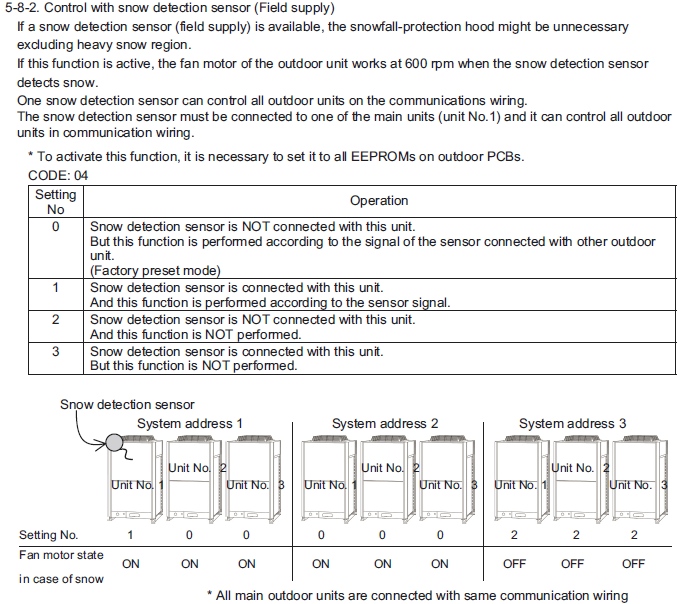 5-8-2. Control with snow detection sensor (Field supply)
If a snow detection sensor (field supply) is available, the snowfall-protection hood might be unnecessary
excluding heavy snow region.
If this function is active, the fan motor of the outdoor unit works at 600 rpm when the snow detection sensor
detects snow.
One snow detection sensor can control all outdoor units on the communications wiring.
The snow detection sensor must be connected to one of the main units (unit No.1) and it can control all outdoor
units in communication wiring.
* To activate this function, it is necessary to set it to all EEPROMs on outdoor PCBs.
CODE: 04
Setting No Operation
0 Snow detection sensor is NOT connected with this unit.
But this function is performed according to the signal of the sensor connected with other outdoor
unit.
(Factory preset mode)
1 Snow detection sensor is connected with this unit.
And this function is performed according to the sensor signal.
2 Snow detection sensor is NOT connected with this unit.
And this function is NOT performed.
3 Snow detection sensor is connected with this unit.
But this function is NOT performed.
Snow detection sensor
System address 1 System address 2 System address 3
Unit No. 2 Unit No. 2 Unit No. 2
Unit No. 1 Unit No. 3 Unit No. 1 Unit No. 3 Unit No. 1 Unit No. 3
Setting No. 1 0 0 0 0 0 2 2 2
Fan motor state
in case of snow ON ON ON ON ON ON OFF OFF OFF
* All main outdoor units are connected with same communication wiring